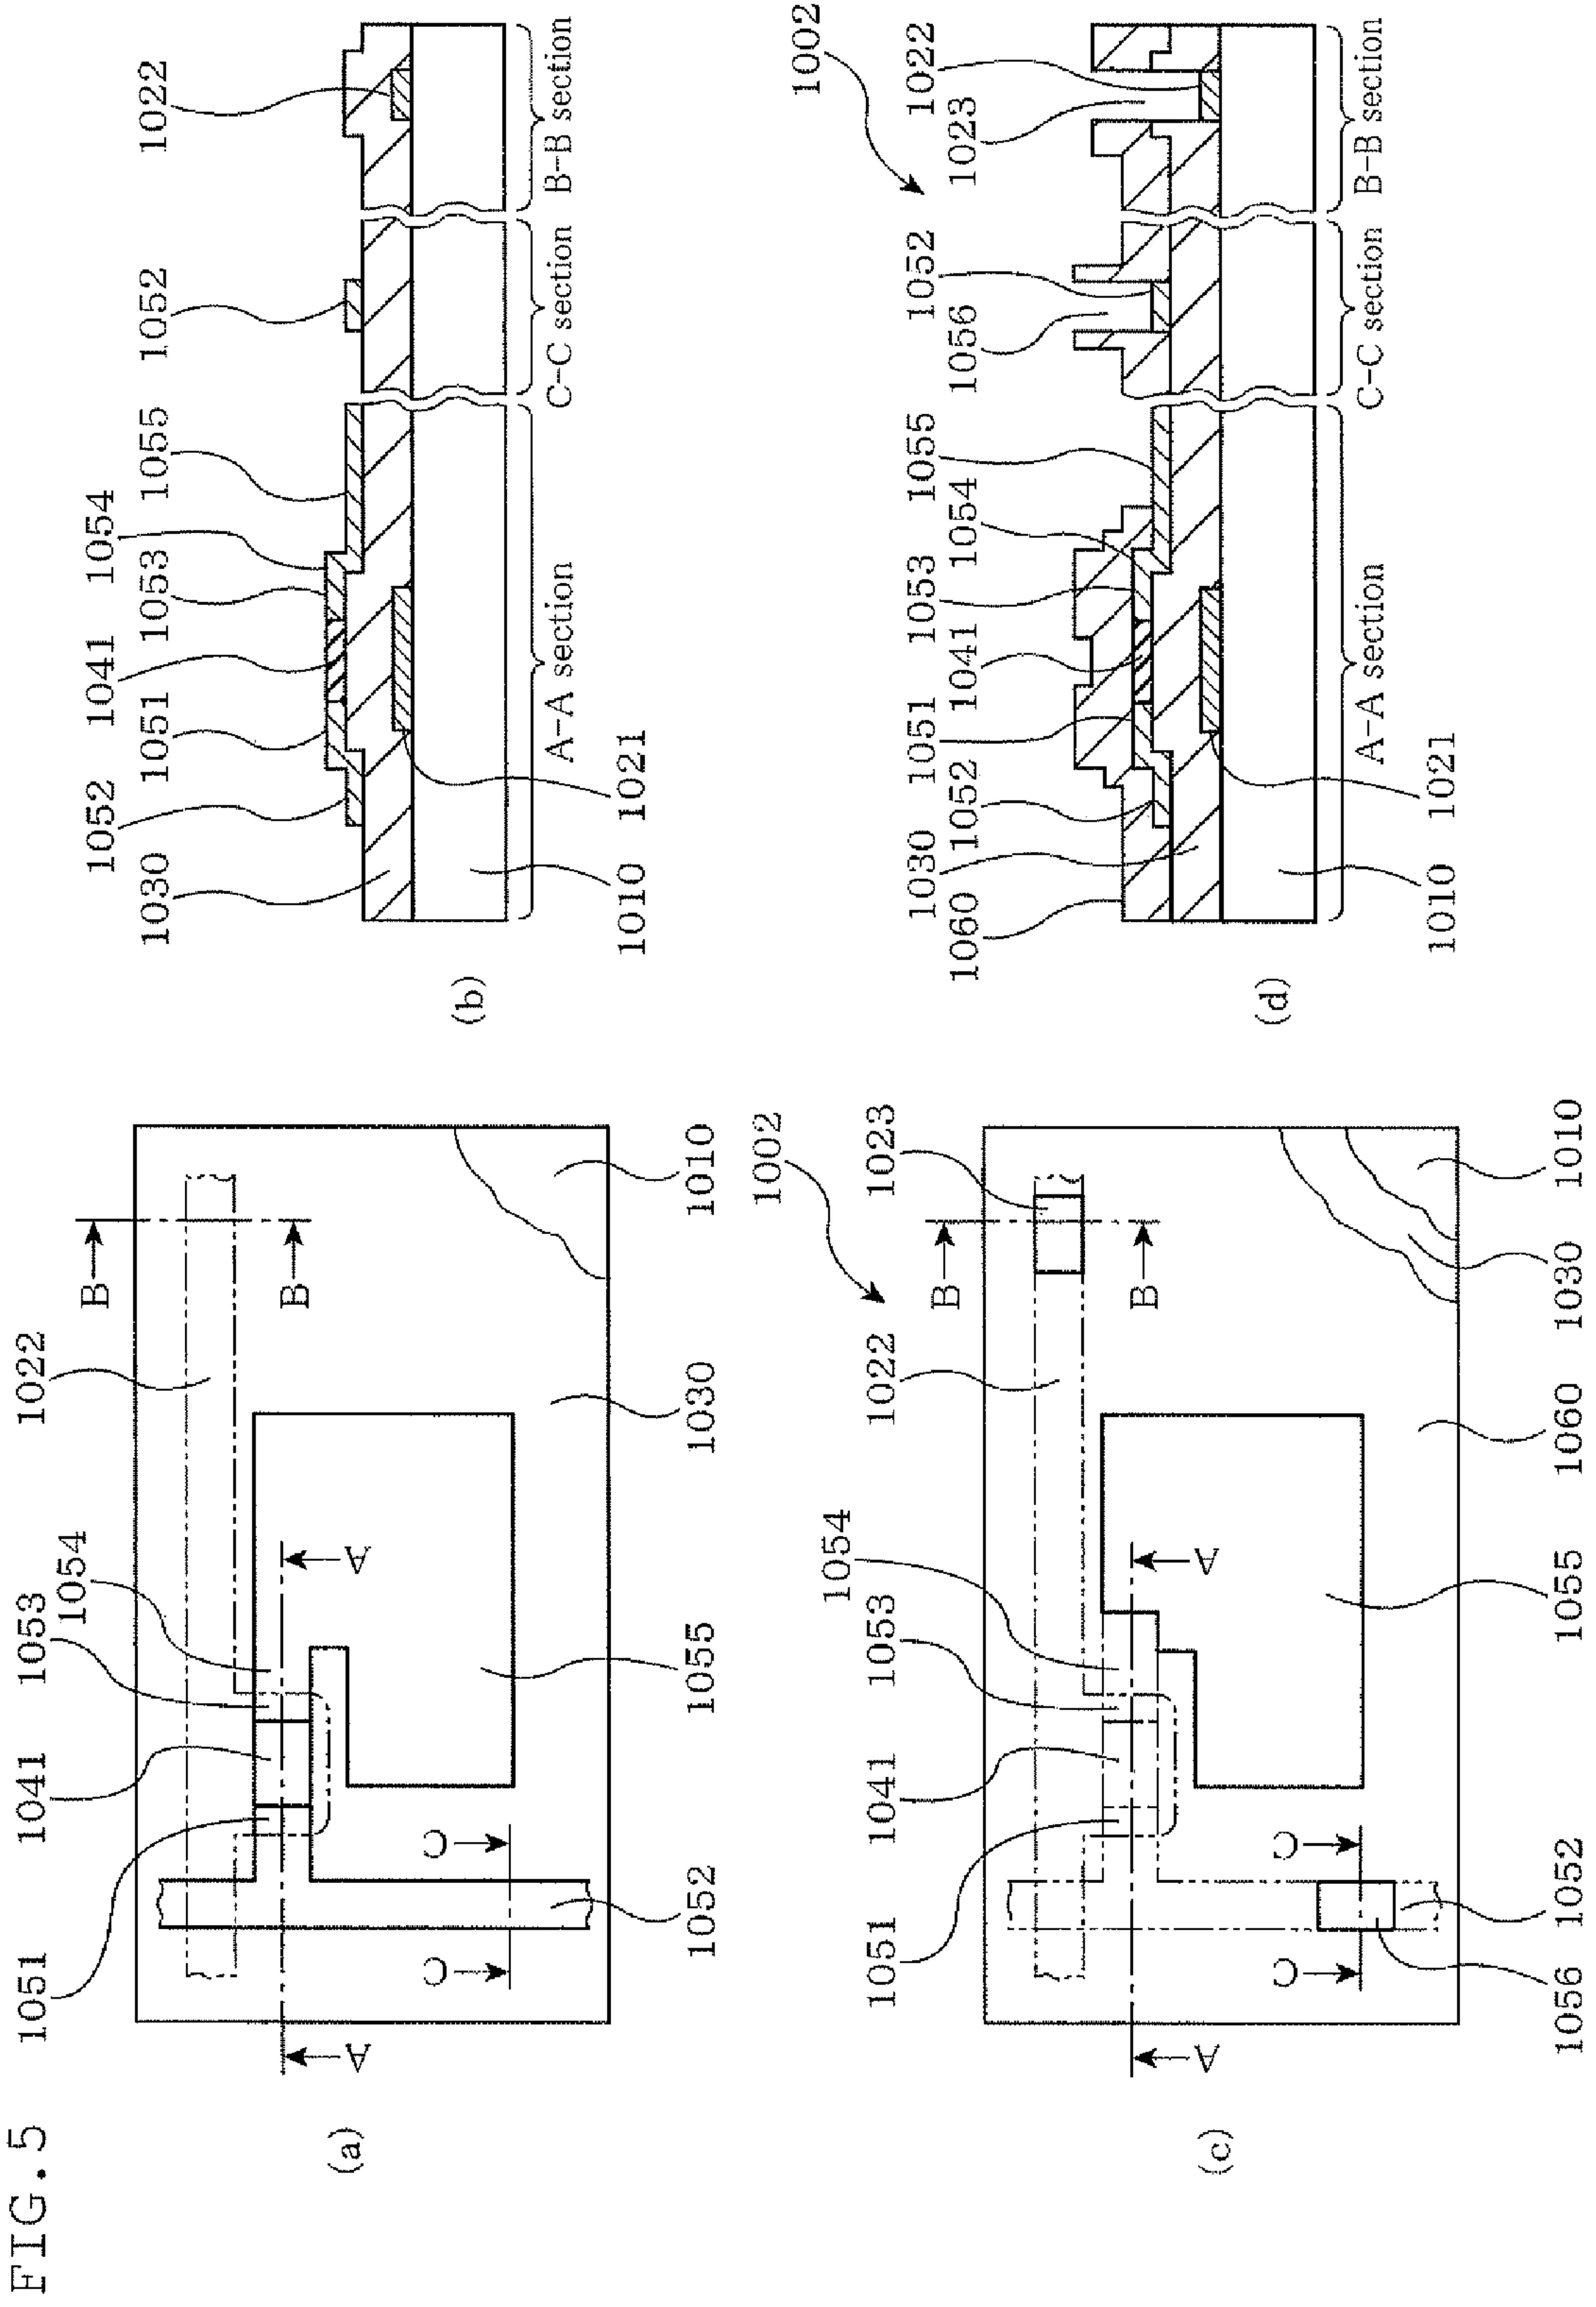 FIG. 5
(a)
1051 1041 1053 1022
1054
B
B
A A
C C
1052 1055 1030 1010
(b)
1052 1041 1054
1030 1051 1053 1055 1052 1022
A-A section C-C section B-B section
1010 1021
(c)
1002
1054
1051 1041 1053 1022 1023
B
B
A A
C C
1056 1052 1055 1060 1030 1010
(d)
1002
1030 1051 1053 1055 1052 1022
1060 1052 1041 1054 1056 1023
A-A section C-C section B-B section
1010 1021